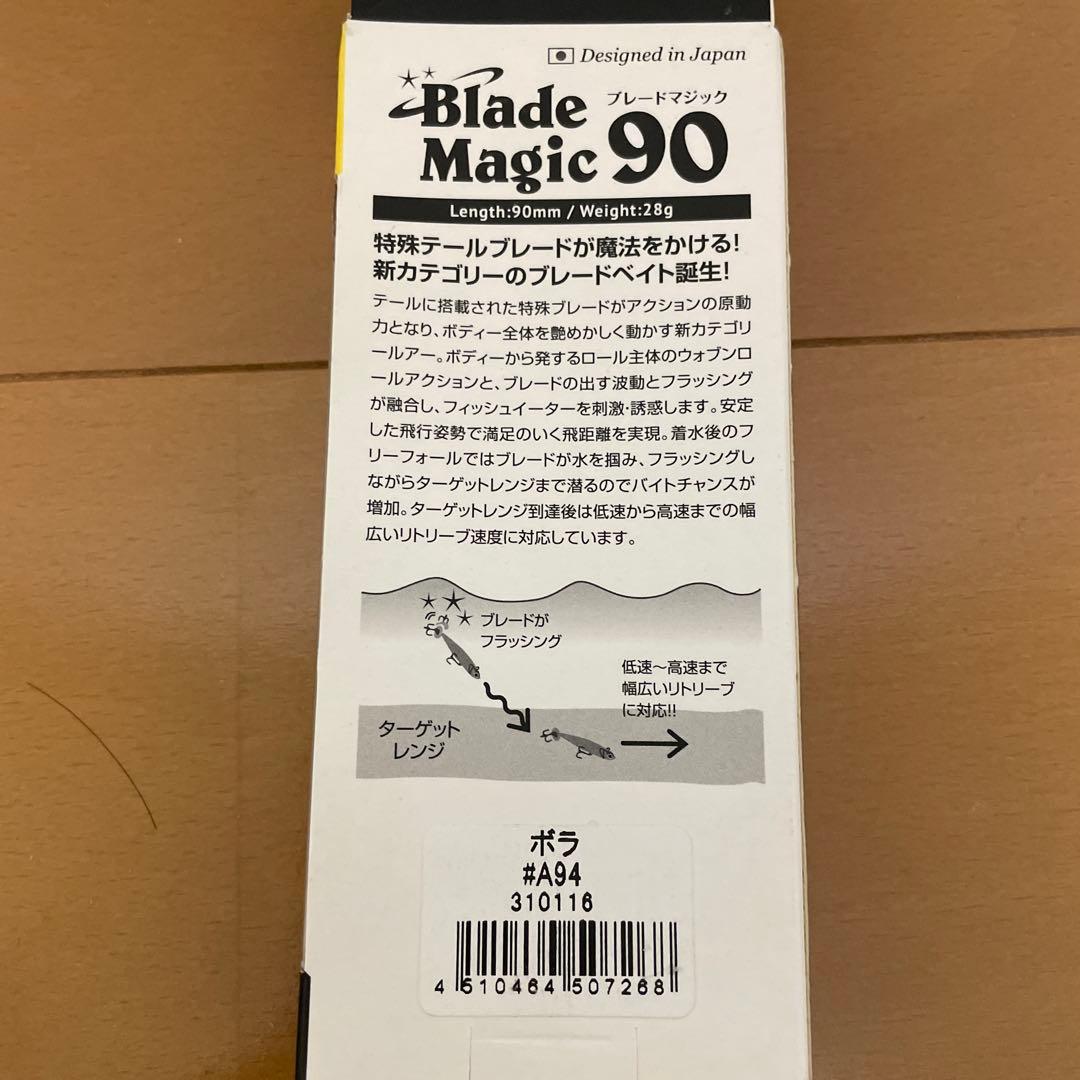 Designed in Japan
Blade
ブレードマジック
Magic 90
Length:90mm / Weight:28g
特殊テールブレードが魔法をかける!
新カテゴリーのブレードベイト誕生!
テールに搭載された特殊ブレードがアクションの原動
力となり、ボディー全体を艶めかしく動かす新カテゴリ
ールアー。ボディーから発するロール主体のウォブンロ
ールアクションと、ブレードの出す波動とフラッシング
が融合し、フィッシュイーターを刺激・誘惑します。安定
した飛行姿勢で満足のいく飛距離を実現。着水後のフ
リーフォールではブレードが水を掴み、フラッシングし
ながらターゲットレンジまで潜るのでバイトチャンスが
増加。ターゲットレンジ到達後は低速から高速までの幅
広いリトリーブ速度に対応しています。
ブレードが
フラッシング
低速～高速まで
幅広いリトリーブ
に対応!!
ターゲット
レンジ
ボラ
#A94
310116
4 510464 507268